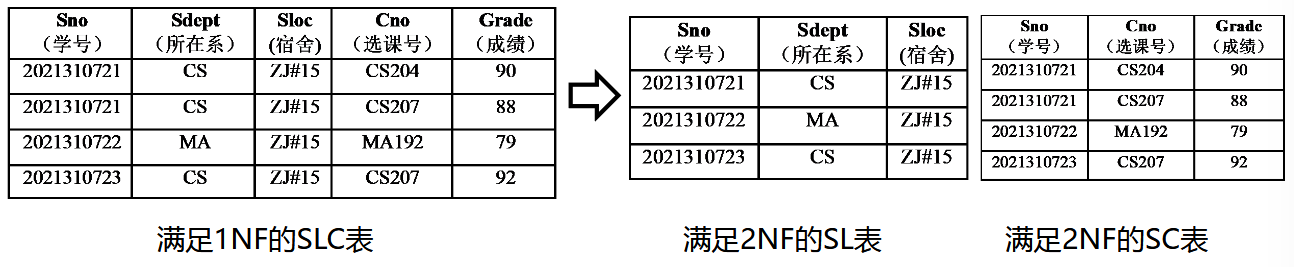 Sno Sdept Sloc Cno Grade
（学号） （所在系） (宿舍) （选课号） （成绩）
2021310721 CS ZJ#15 CS204 90
2021310721 CS ZJ#15 CS207 88
2021310722 MA ZJ#15 MA192 79
2021310723 CS ZJ#15 CS207 92
满足1NF的SLC表
Sno Sdept Sloc
（学号） （所在系） (宿舍)
2021310721 CS ZJ#15
2021310722 MA ZJ#15
2021310723 CS ZJ#15
满足2NF的SL表
Sno Cno Grade
（学号） （选课号） （成绩）
2021310721 CS204 90
2021310721 CS207 88
2021310722 MA192 79
2021310723 CS207 92
满足2NF的SC表